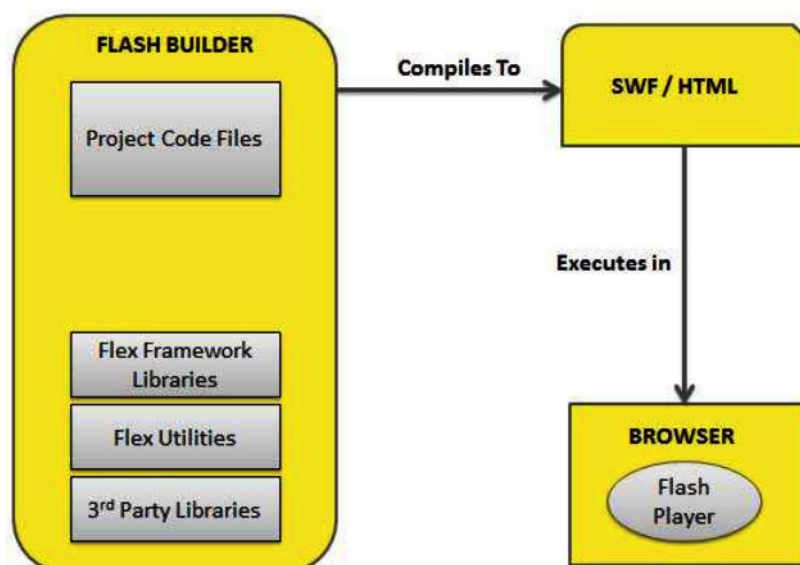 FLASH BUILDER
Project Code Files
Flex Framework
Libraries
Flex Utilities
3rd Party Libraries
Compiles To
SWF / HTML
Executes in
BROWSER
Flash
Player